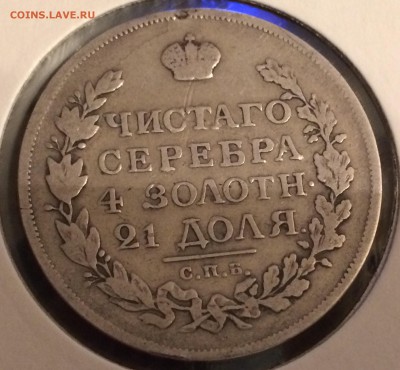 COINS.LAVE.RU
ЧИСТАГО
СЕРЕБРА
4 ЗОЛОТН.
21 ДОЛЯ.
С.П.Б.